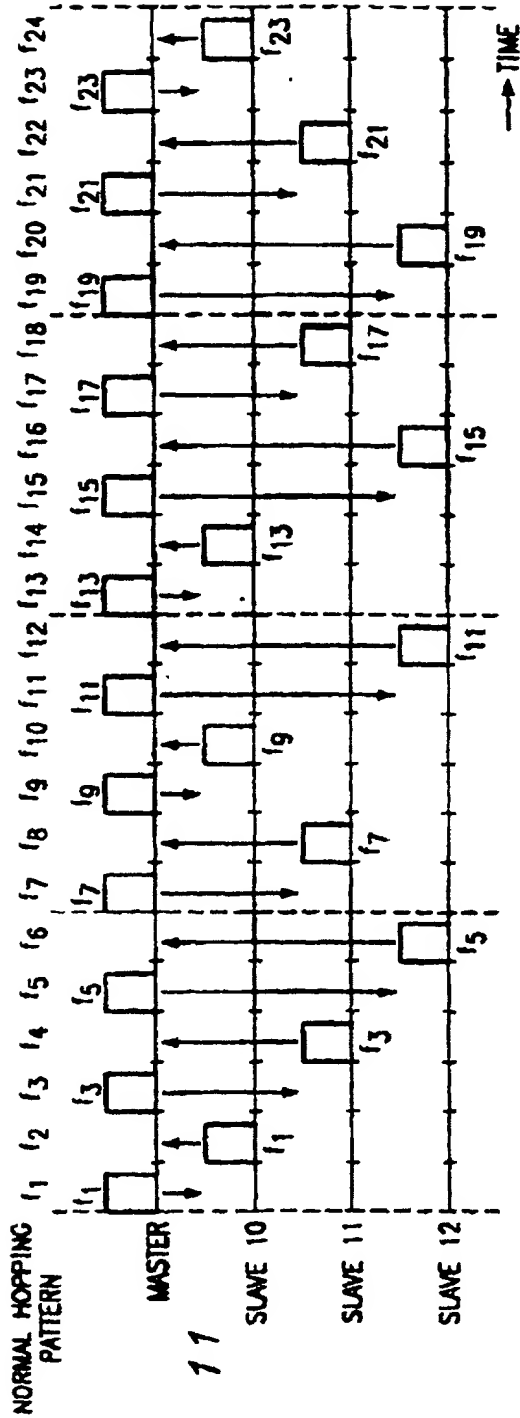 NORMAL HOPPING PATTERN f1 f2 f3 f4 f5 f6 f7 f8 f9 f10 f11 f12 f13 f14 f15 f16 f17 f18 f19 f20 f21 f22 f23 f24
f1 f3 f5 f7 f9 f11 f13 f15 f17 f19 f21 f23
MASTER
11
SLAVE 10
f1 f9 f13 f23
SLAVE 11
f3 f7 f17 f21
SLAVE 12
f5 f11 f15 f19
TIME